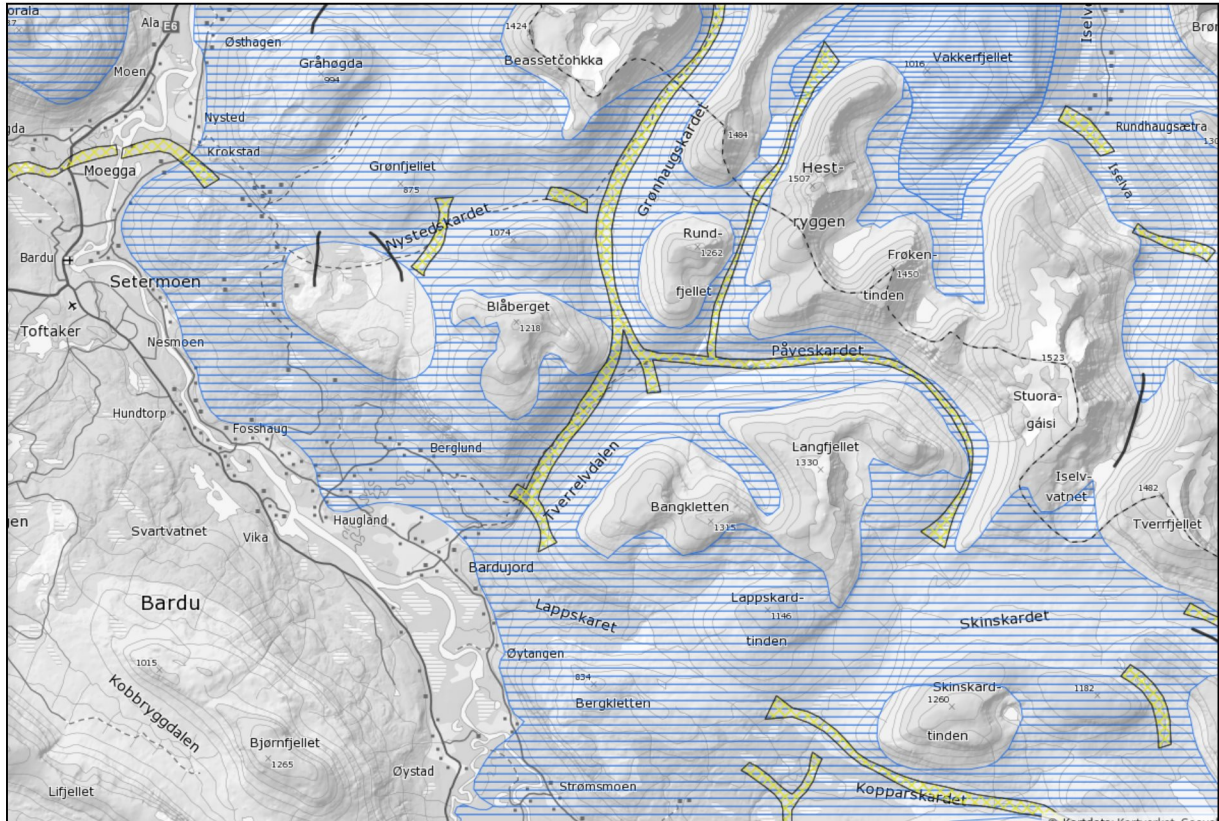 Ala
E6
Østhagen
Gråhøgda
994
1424
Beassetčohkka
1016
Vakkerfjellet
Moen
Nysted
Krokstad
Moegga
Grønfjellet
875
Grønhaugskardet
1484
Hest-
1507
ryggen
Rundhaugsætra
Iselva
Nystedskardet
1074
Rund-
1262
fjellet
Frøken-
1450
tinden
Bardu
Setermoen
Toftaker
Nesmoen
Blåberget
1218
Påveskardet
1523
Stuora-
gáisi
Hundtorp
Fosshaug
Berglund
Tverrelvdalen
Langfjellet
1330
Bangkletten
1315
Iselv-
vatnet
1482
Tverrfjellet
Svartvatnet
Vika
Haugland
Bardujord
Bardu
Lappskaret
Lappskard-
1146
tinden
Skinskardet
1015
Kobbryggdalen
Øytangen
834
Bergkletten
Skinskard-
1260
tinden
1182
Bjørnfjellet
1265
Øystad
Lifjellet
Strømsmoen
Kopparskardet